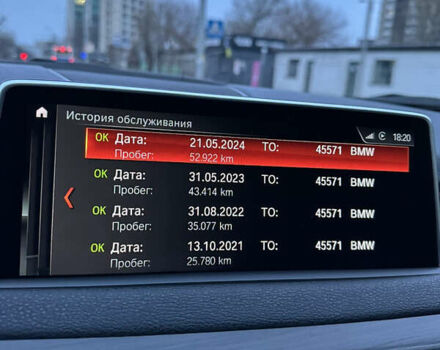 18:20
История обслуживания
OK Дата: 21.05.2024 ТО: 45571 BMW
Пробег: 52.922 km
OK Дата: 31.05.2023 ТО: 45571 BMW
Пробег: 43.414 km
OK Дата: 31.08.2022 ТО: 45571 BMW
Пробег: 35.077 km
OK Дата: 13.10.2021 ТО: 45571 BMW
Пробег: 25.780 km